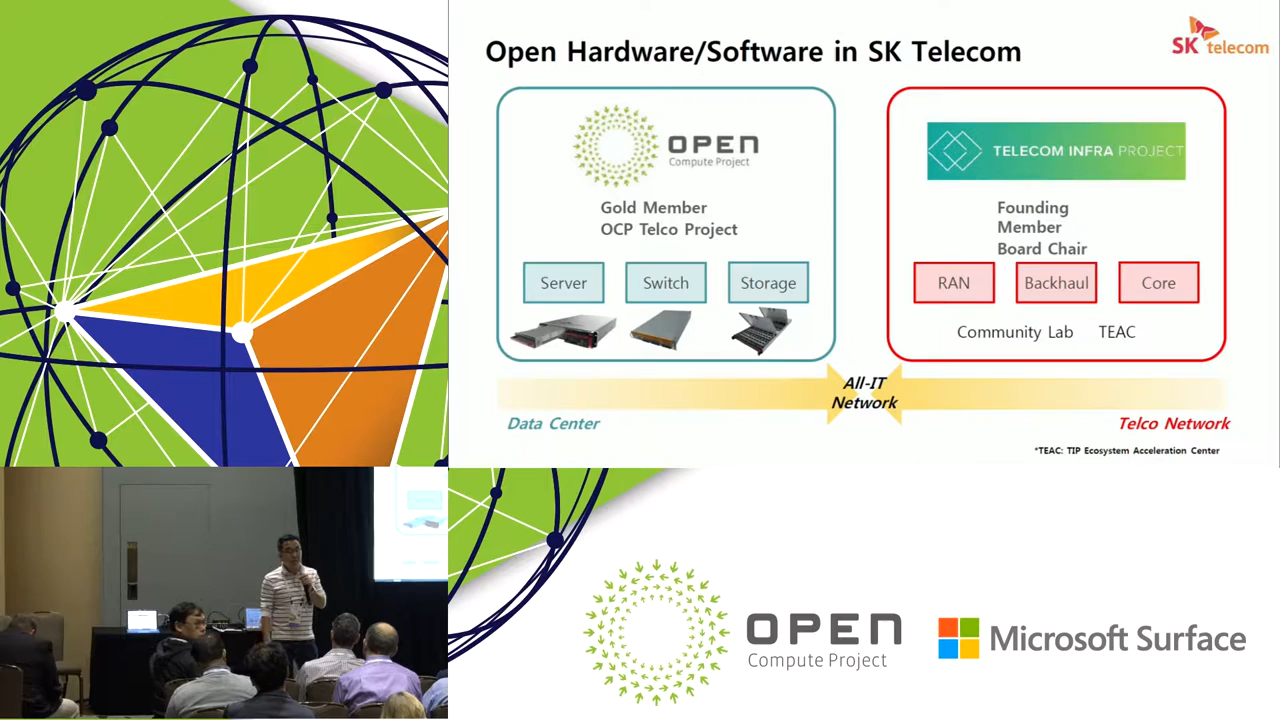 Open Hardware/Software in SK Telecom
SK telecom
OPEN
Compute Project
TELECOM INFRA PROJECT
Gold Member
OCP Telco Project
Founding
Member
Board Chair
Server
Switch
Storage
RAN
Backhaul
Core
Community Lab
TEAC
All-IT
Network
Data Center
Telco Network
*TEAC: TIP Ecosystem Acceleration Center
OPEN
Compute Project
Microsoft Surface